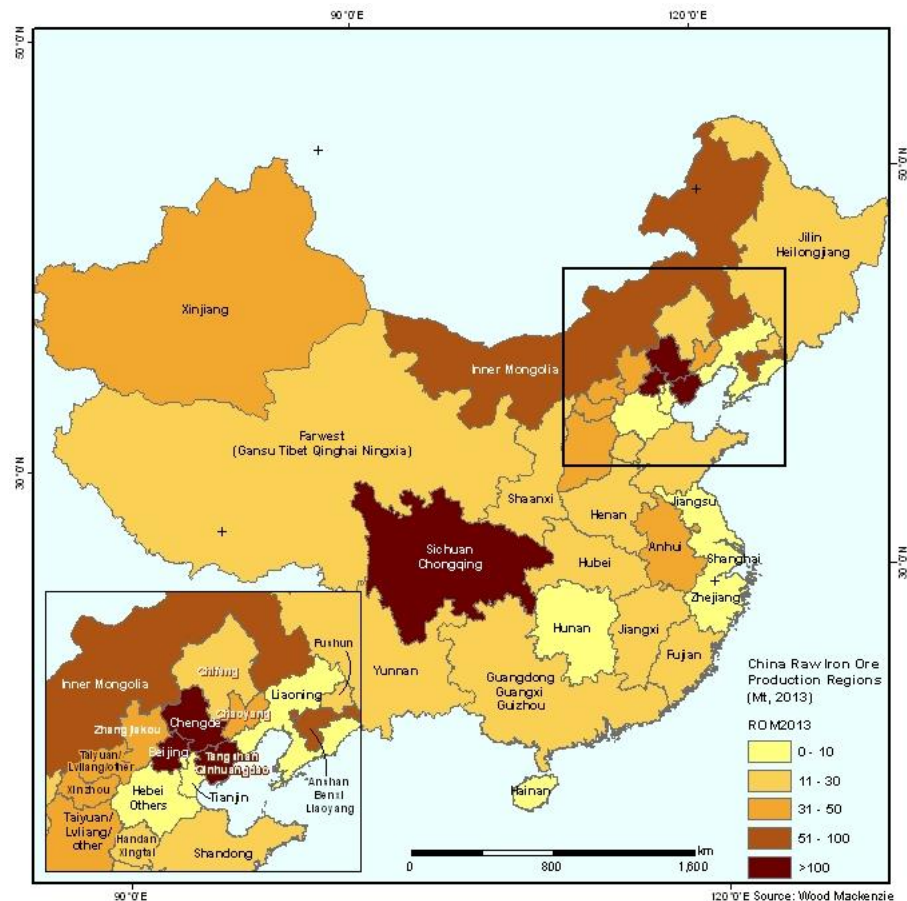 90°0'E
120°0'E
50°0'N
50°0'N
Jilin
Heilongjiang
Xinjiang
Inner Mongolia
Farwest
(Gansu Tibet Qinghai Ningxia)
30°0'N
Shaanxi
Henan
Jiangsu
Sichuan
Chongqing
Hubei
Anhui
Shanghai
30°0'N
Zhejiang
Hunan
Jiangxi
Fujian
Yunnan
Guangdong
Guangxi
Guizhou
Hainan
Fushun
Chifeng
Inner Mongolia
Liaoning
Chaoyang
Chengde
Zhangjiakou
Beijing
Tangshan
Qinhuangdao
Taiyuan/
Lvliang/other
Anshan
Benxi
Liaoyang
Xinzhou
Hebei
Others
Tianjin
Taiyuan/
Lvliang/
other
Handan
Xingtai
Shandong
China Raw Iron Ore
Production Regions
(Mt, 2013)
ROM2013
0 - 10
11 - 30
31 - 50
51 - 100
>100
km
0 800 1,600
90°0'E
120°0'E
Source: Wood Mackenzie